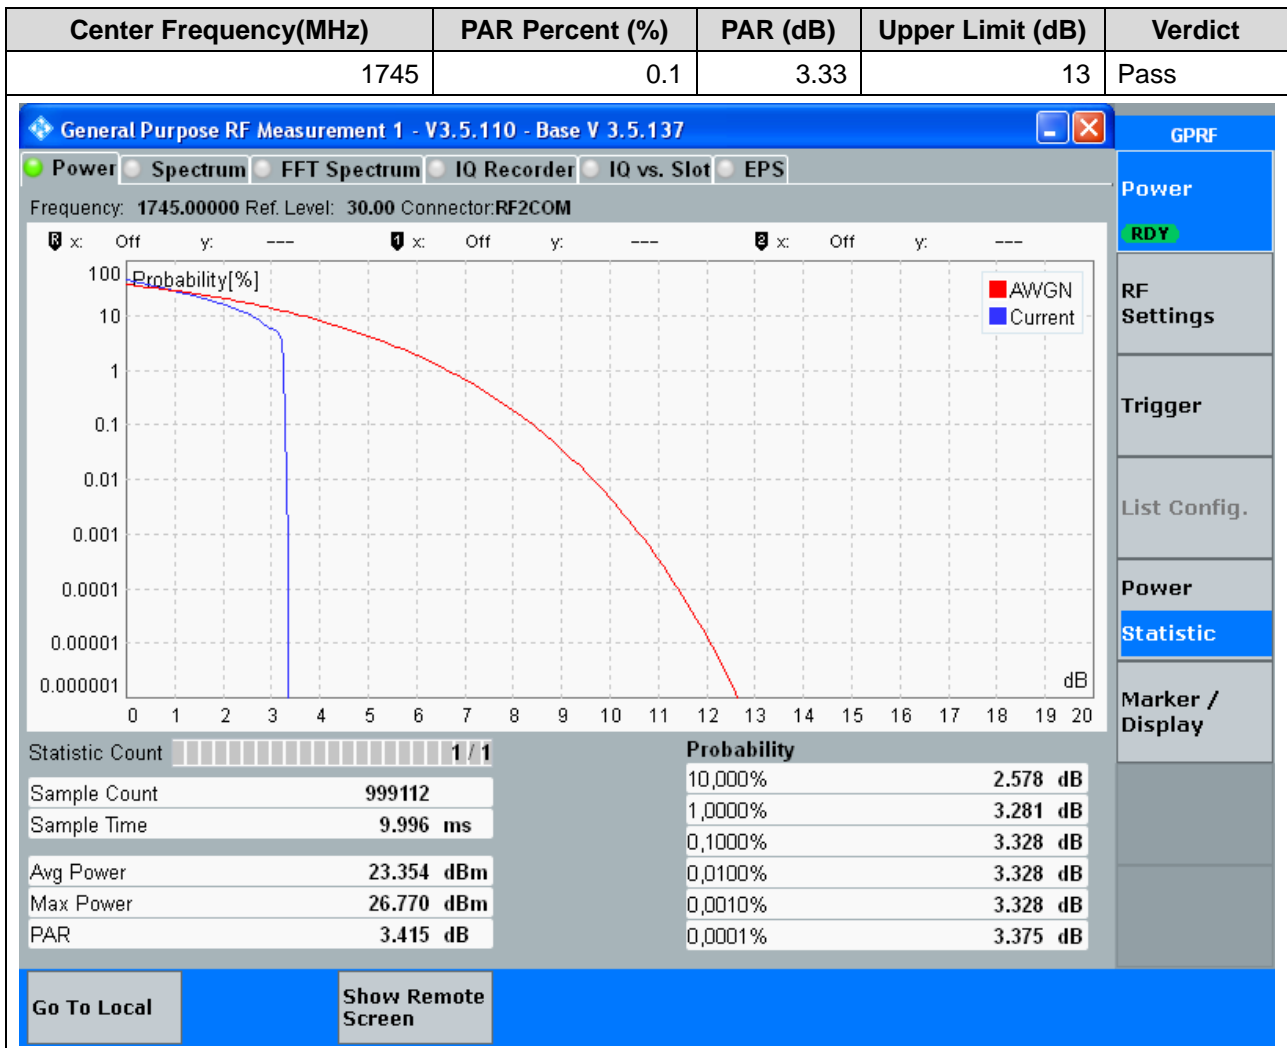 Center Frequency(MHz) PAR Percent (%) PAR (dB) Upper Limit (dB) Verdict
1745 0.1 3.33 13 Pass
General Purpose RF Measurement 1 - V3.5.110 - Base V 3.5.137
GPRF
Power Spectrum FFT Spectrum IQ Recorder IQ vs. Slot EPS
Power
RDY
Frequency: 1745.00000 Ref. Level: 30.00 Connector:RF2COM
R x: Off y: --- 1 x: Off y: --- 2 x: Off y: ---
Probability[%]
AWGN
Current
100
10
1
0.1
0.01
0.001
0.0001
0.00001
0.000001
dB
0 1 2 3 4 5 6 7 8 9 10 11 12 13 14 15 16 17 18 19 20
RF
Settings
Trigger
List Config.
Power
Statistic
Marker /
Display
Statistic Count 1 / 1
Sample Count 999112
Sample Time 9.996 ms
Avg Power 23.354 dBm
Max Power 26.770 dBm
PAR 3.415 dB
Probability
10,000% 2.578 dB
1,0000% 3.281 dB
0,1000% 3.328 dB
0,0100% 3.328 dB
0,0010% 3.328 dB
0,0001% 3.375 dB
Go To Local
Show Remote
Screen